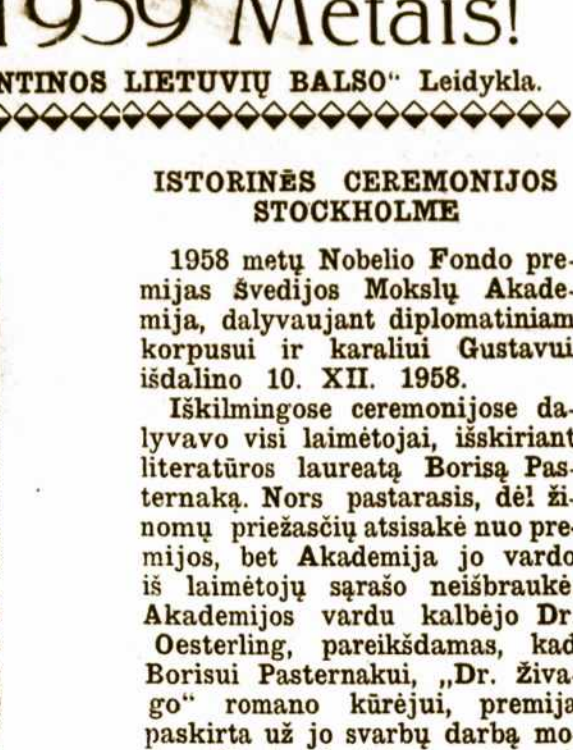 1959 Metais!
NTINOS LIETUVIŲ BALSO“ Leidykla.
ISTORINĖS CEREMONIJOS
STOCKHOLME
1958 metų Nobelio Fondo pre-
mijas Švedijos Mokslų Akade-
mija, dalyvaujant diplomatiniam
korpusui ir karaliui Gustavui
išdalino 10. XII. 1958.
Iškilmingose ceremonijose da-
lyvavo visi laimėtojai, išskiriant
literatūros laureatą Borisą Pas-
ternaką. Nors pastarasis, dėl ži-
nomų priežasčių atsisakė nuo pre-
mijos, bet Akademija jo vardo
iš laimėtojų sąrašo neišbraukė
Akademijos vardu kalbėjo Dr
Oesterling, pareikšdamas, kad
Borisui Pasternakui, „Dr. Živa-
go“ romano kūrėjui, premija
paskirta už jo svarbų darbą mo